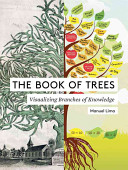 THE BOOK OF TREES
Visualizing Branches of Knowledge
Manuel Lima